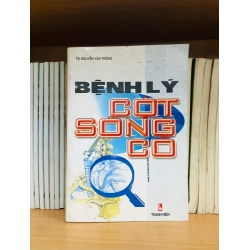 TS. NGUYỄN VĂN THÔNG
BỆNH LÝ
CỘT
SỐNG
CỔ
THANH NIÊN